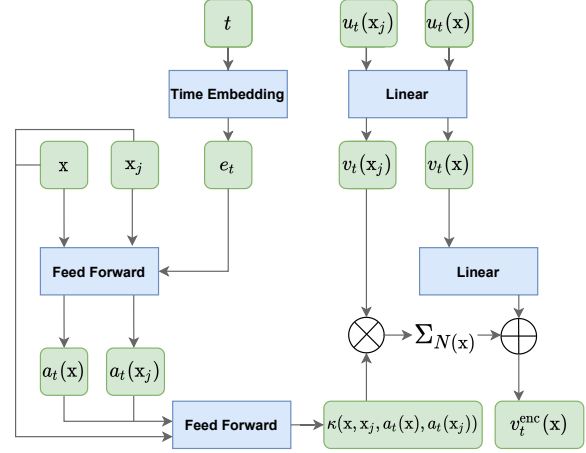 t
u_t(x_j)
u_t(x)
Time Embedding
Linear
x
x_j
e_t
v_t(x_j)
v_t(x)
Feed Forward
Linear
a_t(x)
a_t(x_j)
Σ_{N(x)}
Feed Forward
κ(x, x_j, a_t(x), a_t(x_j))
v_t^{enc}(x)